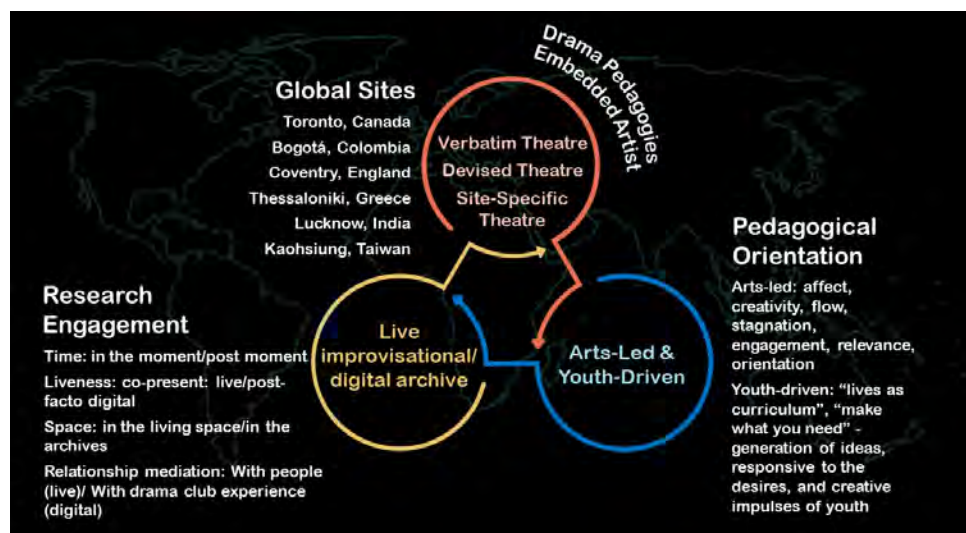 Drama Pedagogies
Embedded Artist
Global Sites
Toronto, Canada
Bogotá, Colombia
Coventry, England
Thessaloniki, Greece
Lucknow, India
Kaohsiung, Taiwan
Verbatim Theatre
Devised Theatre
Site-Specific
Theatre
Pedagogical
Orientation
Arts-led: affect,
creativity, flow,
stagnation,
engagement, relevance,
orientation
Youth-driven: “lives as
curriculum”, “make
what you need” -
generation of ideas,
responsive to the
desires, and creative
impulses of youth
Research
Engagement
Time: in the moment/post moment
Liveness: co-present: live/post-
facto digital
Space: in the living space/in the
archives
Relationship mediation: With people
(live)/ With drama club experience
(digital)
Live
improvisational/
digital archive
Arts-Led &
Youth-Driven